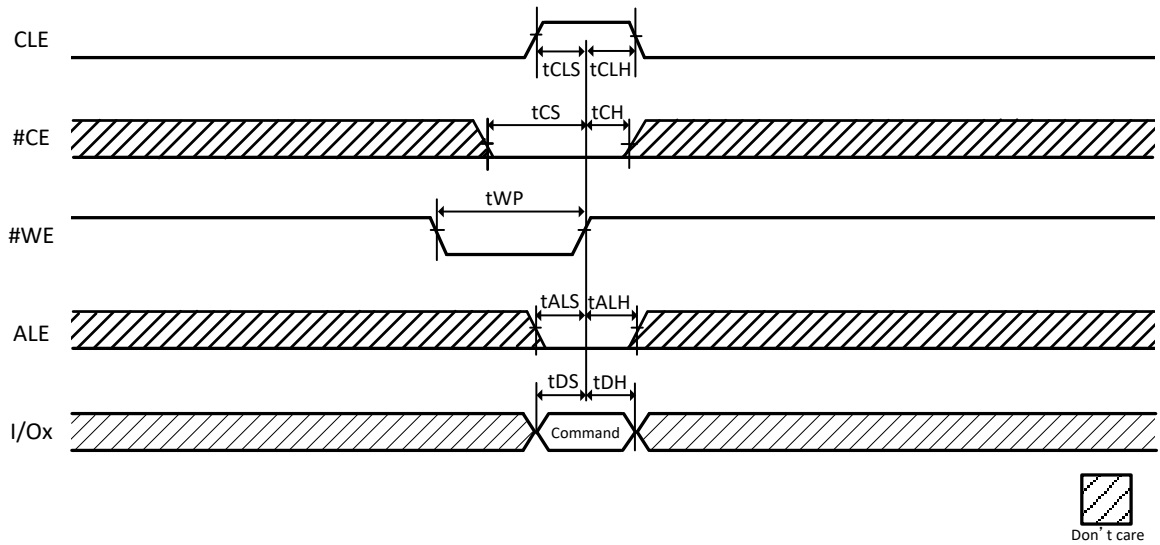 CLE
tCLS tCLH
#CE
tCS tCH
#WE
tWP
ALE
tALS tALH
I/Ox
tDS tDH
Command
Don't care